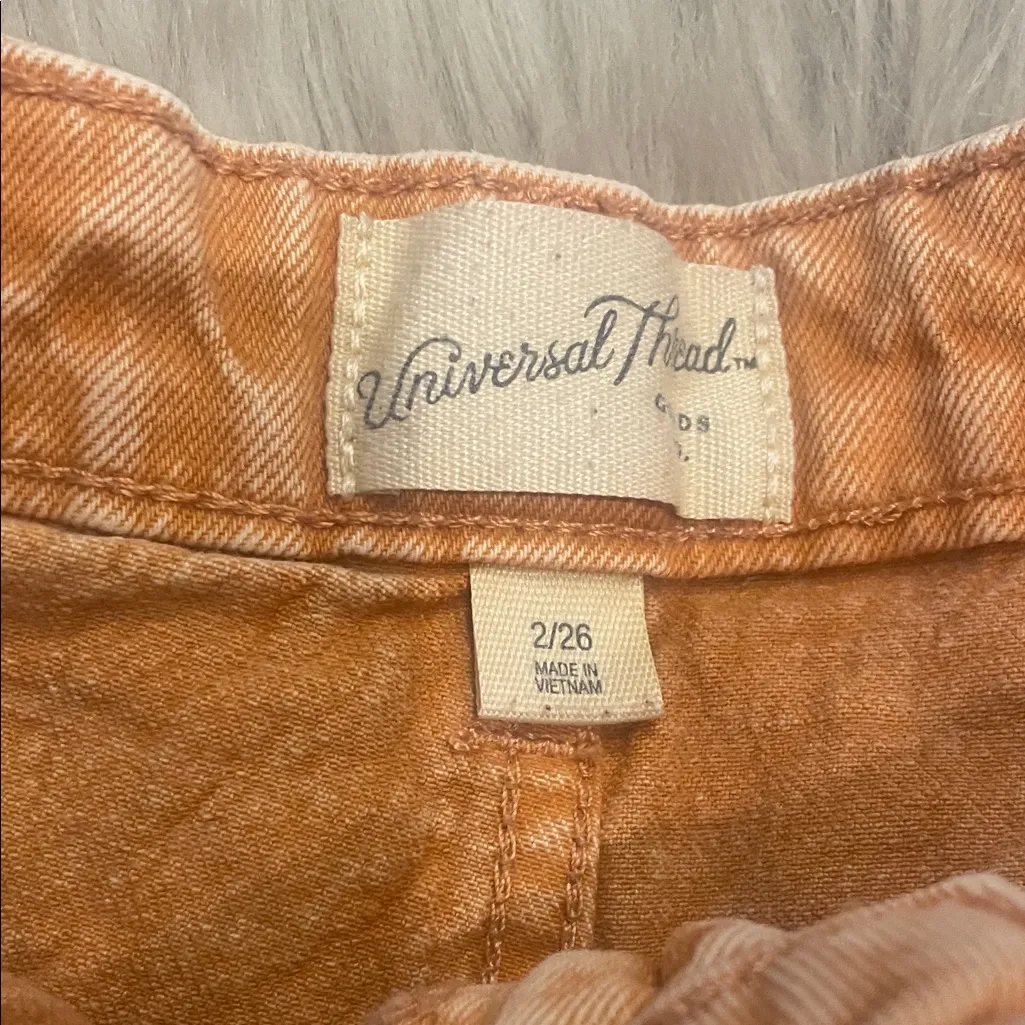 Universal Thread™
2/26
MADE IN
VIETNAM